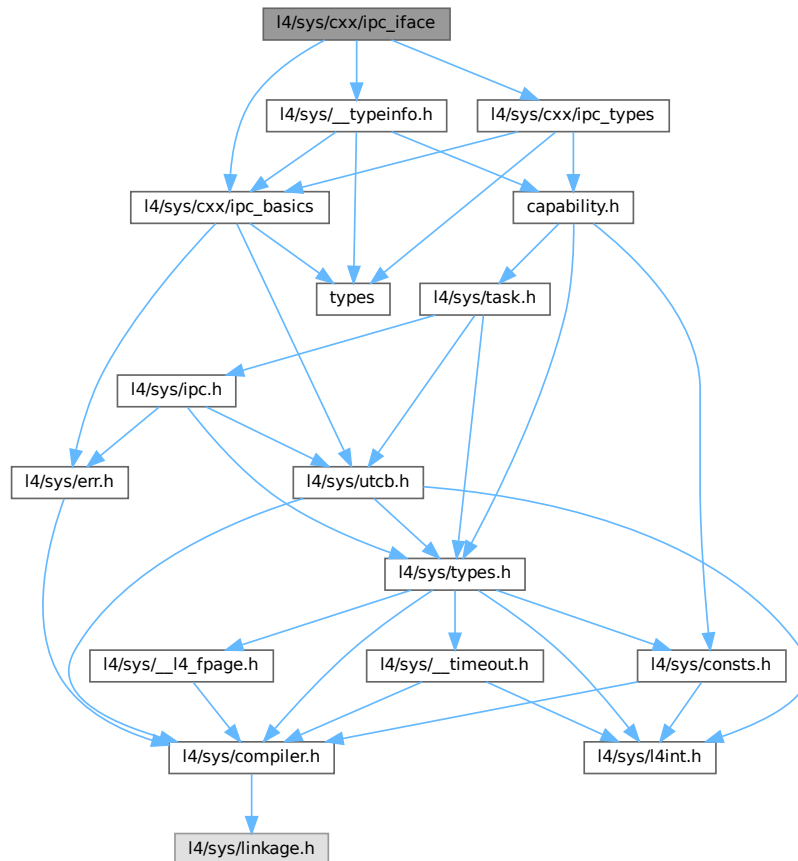 l4/sys/cxx/ipc_iface
l4/sys/__typeinfo.h
l4/sys/cxx/ipc_types
l4/sys/cxx/ipc_basics
capability.h
types
l4/sys/task.h
l4/sys/ipc.h
l4/sys/err.h
l4/sys/utcb.h
l4/sys/types.h
l4/sys/__l4_fpage.h
l4/sys/__timeout.h
l4/sys/consts.h
l4/sys/compiler.h
l4/sys/l4int.h
l4/sys/linkage.h